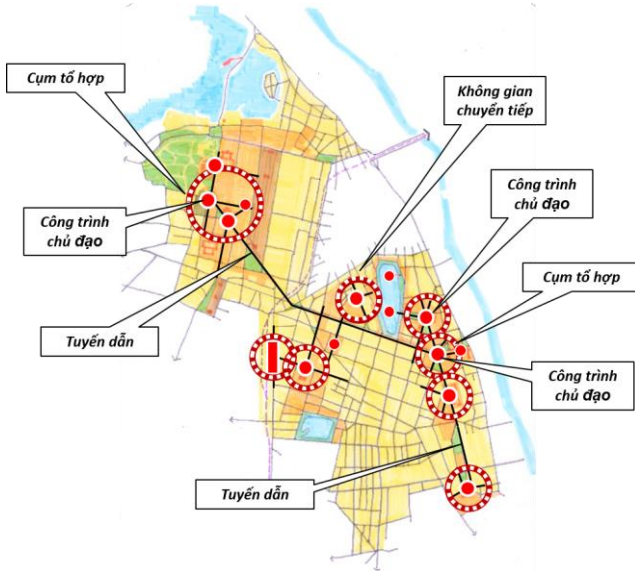 Cụm tổ hợp
Không gian
chuyển tiếp
Công trình
chủ đạo
Công trình
chủ đạo
Cụm tổ hợp
Tuyến dẫn
Công trình
chủ đạo
Tuyến dẫn